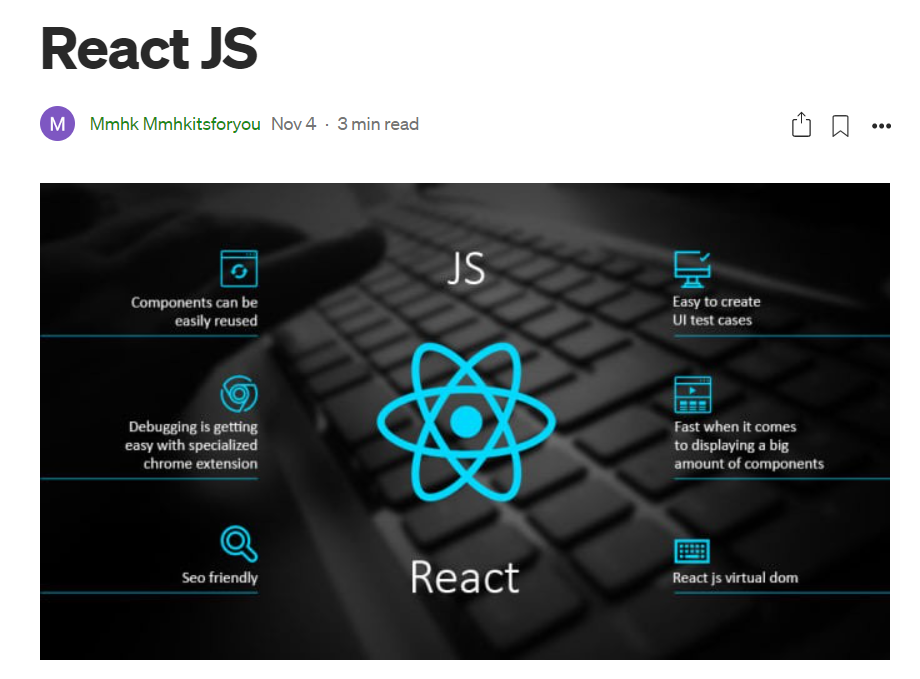 React JS
M
Mmhk Mmhkitsforyou Nov 4 · 3 min read
JS
Components can be
easily reused
Debugging is getting
easy with specialized
chrome extension
Seo friendly
React
Easy to create
UI test cases
Fast when it comes
to displaying a big
amount of components
React js virtual dom